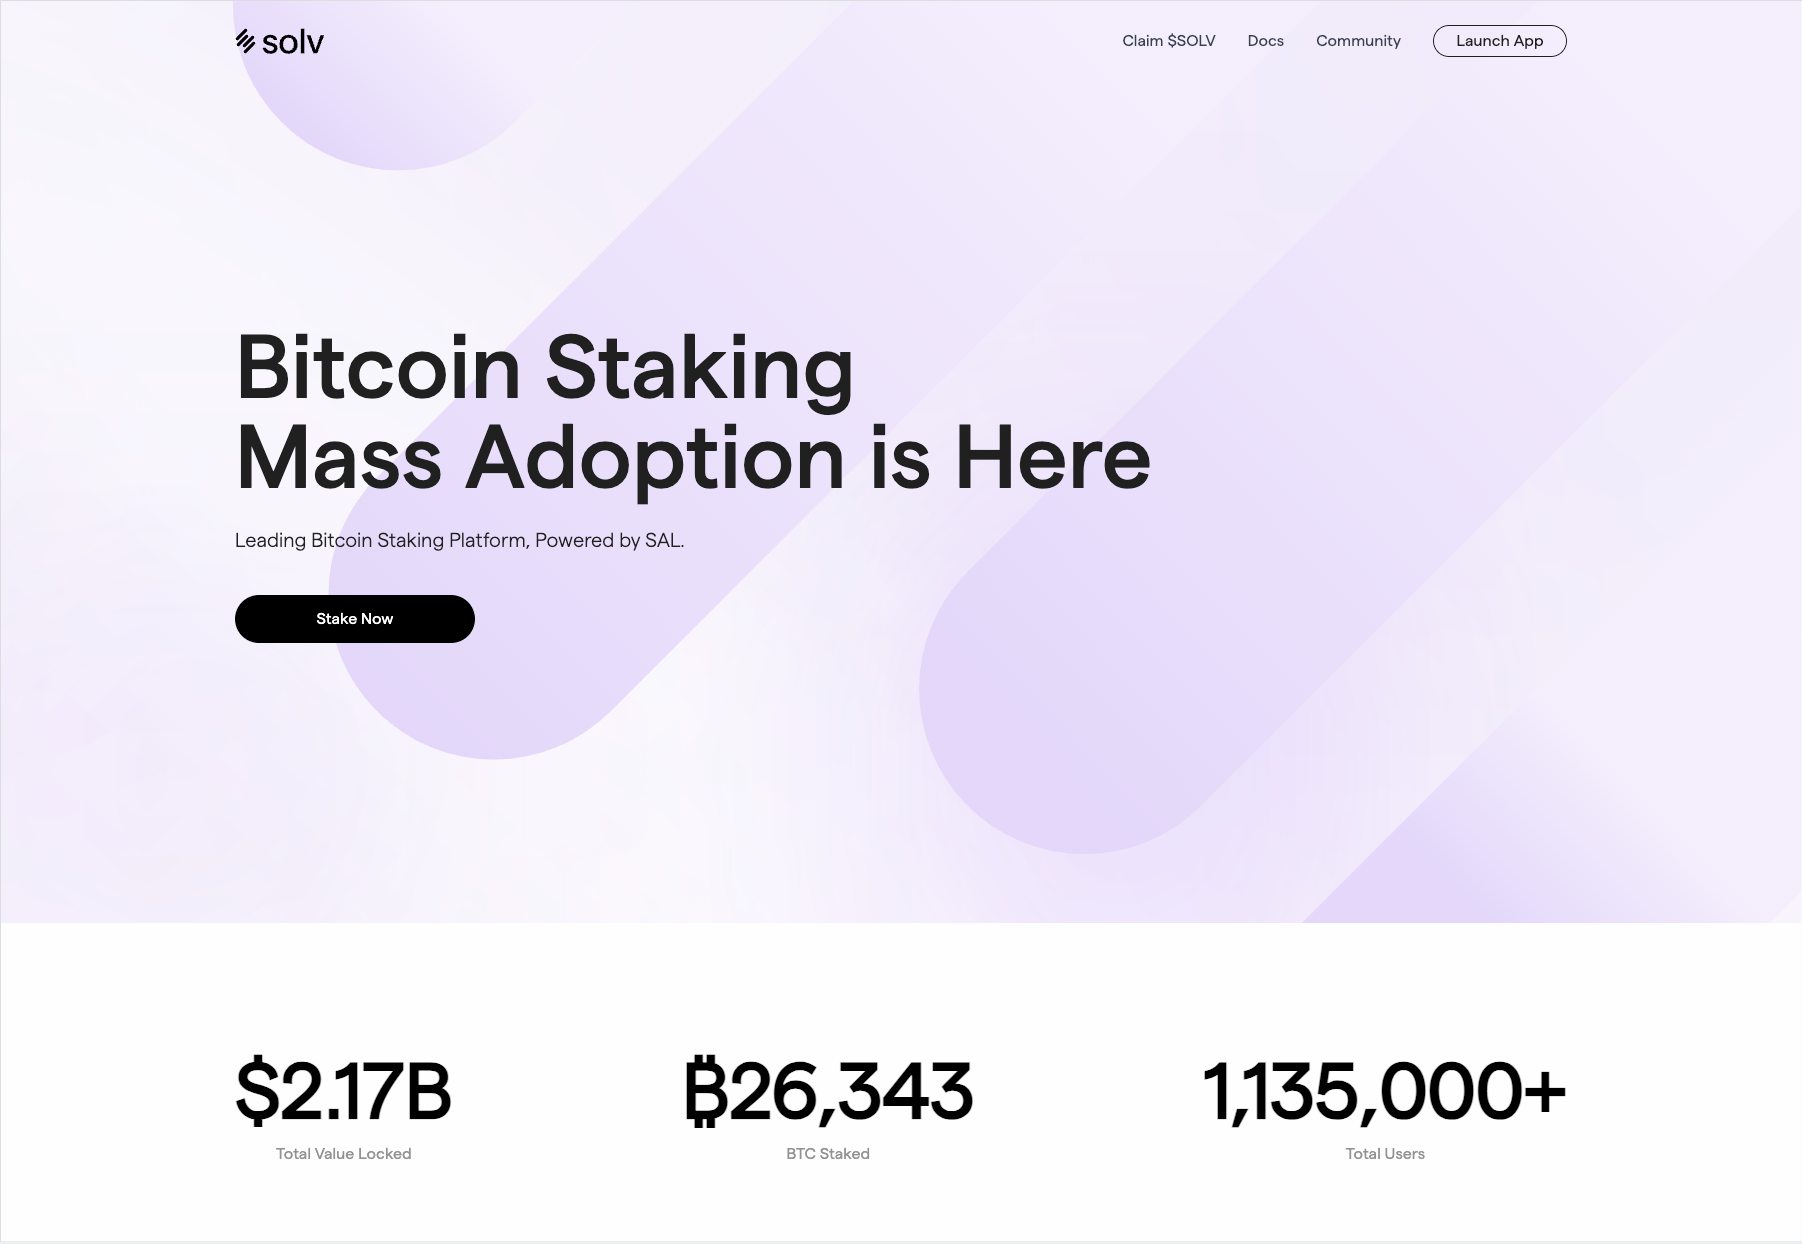 solv
Claim $SOLV
Docs
Community
Launch App
Bitcoin Staking
Mass Adoption is Here
Leading Bitcoin Staking Platform, Powered by SAL.
Stake Now
$2.17B
Total Value Locked
₿26,343
BTC Staked
1,135,000+
Total Users